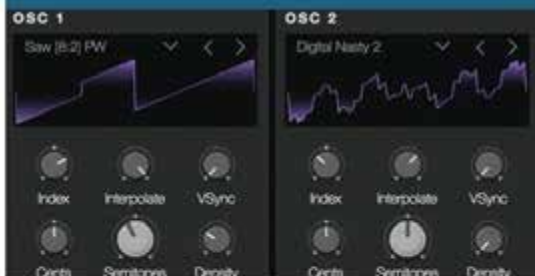 OSC 1
OSC 2
Saw [8:2] PW
Digital Nasty 2
Index Interpolate VSync
Index Interpolate VSync
Cents Semitones Density
Cents Semitones Density